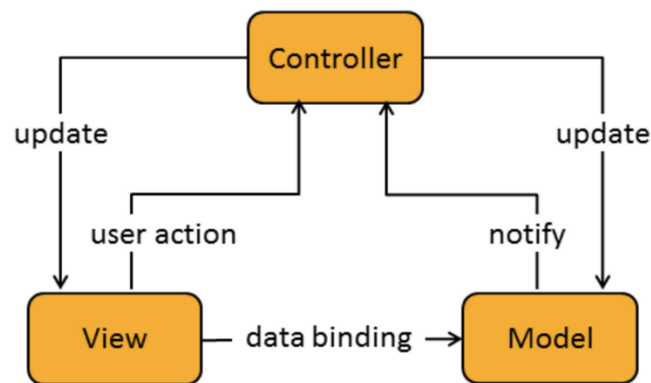 Controller
update
update
user action
notify
View
data binding
Model